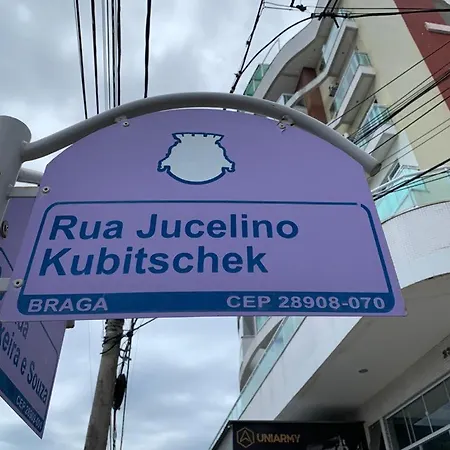 Rua Jucelino
Kubitschek
BRAGA CEP 28908-070
eira e Souza
UNIARMY